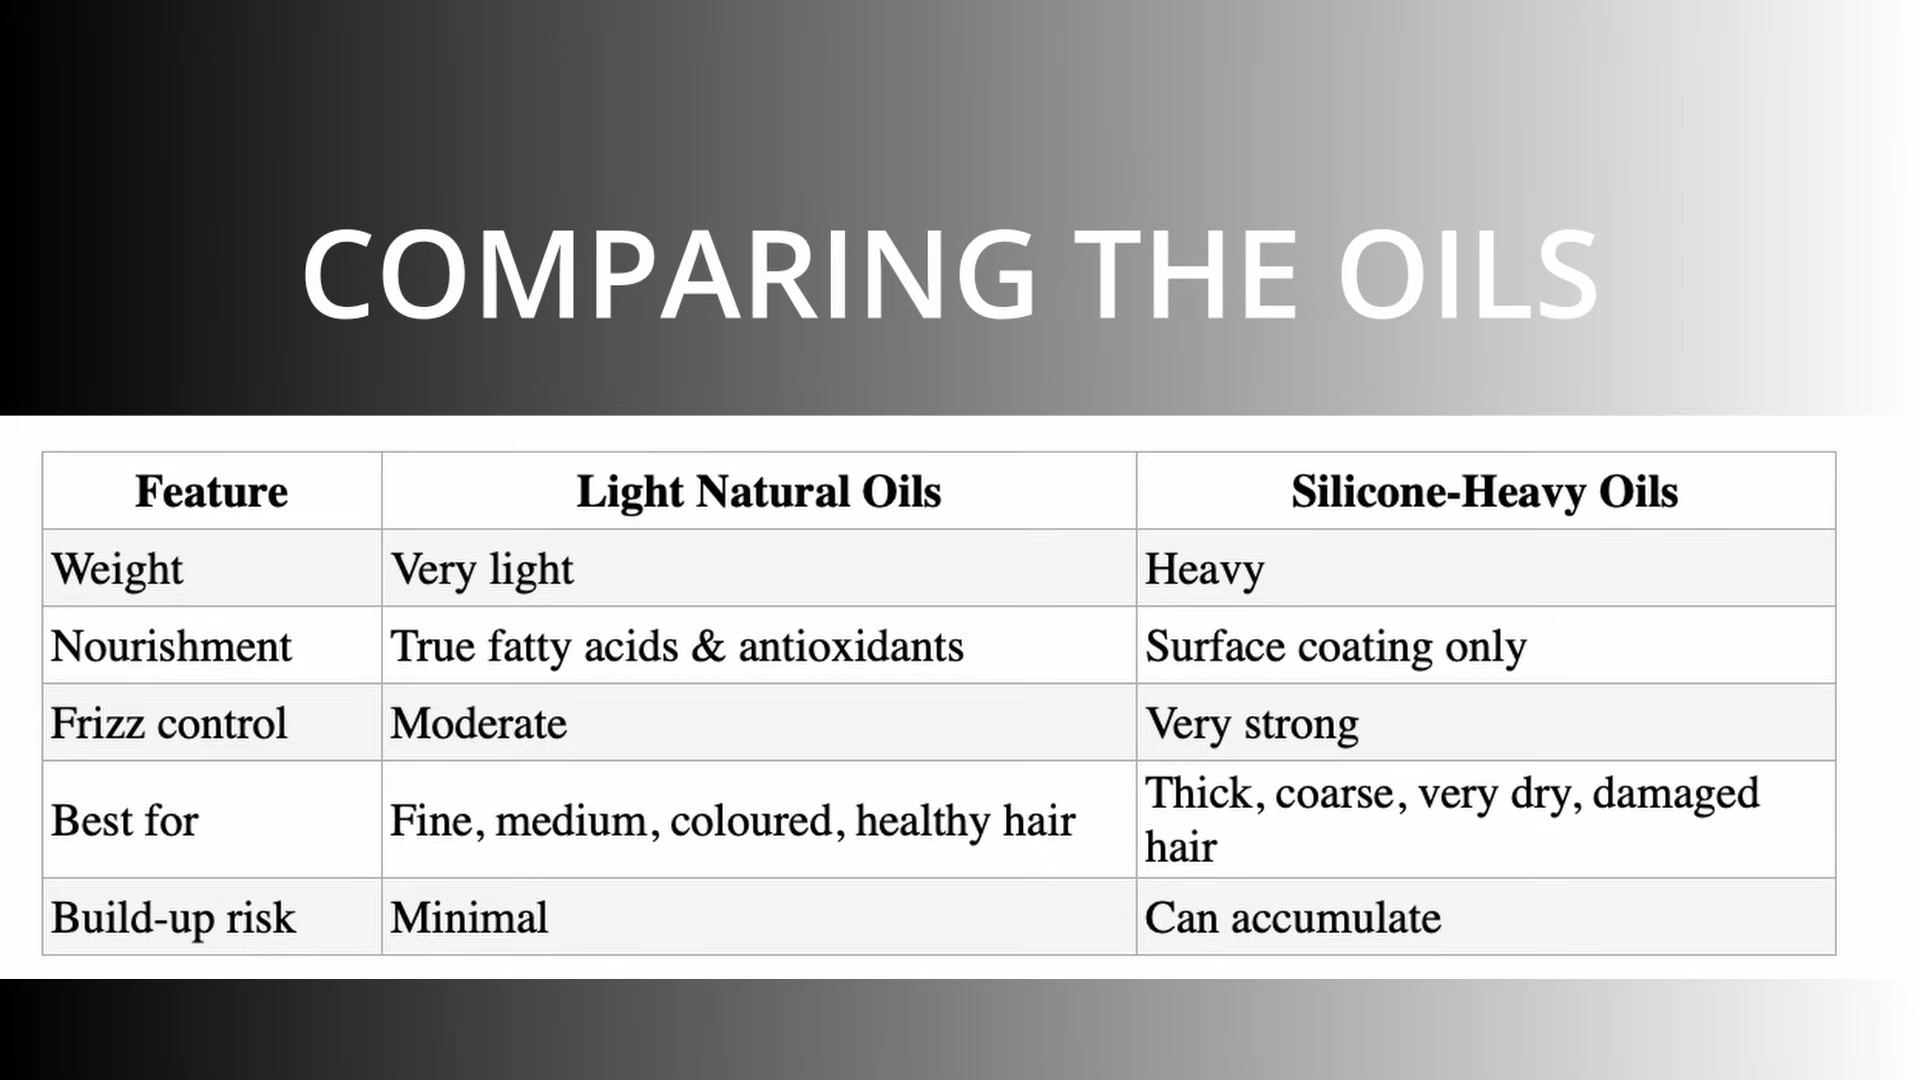 COMPARING THE OILS
Feature
Light Natural Oils
Silicone-Heavy Oils
Weight
Very light
Heavy
Nourishment
True fatty acids & antioxidants
Surface coating only
Frizz control
Moderate
Very strong
Best for
Fine, medium, coloured, healthy hair
Thick, coarse, very dry, damaged
hair
Build-up risk
Minimal
Can accumulate